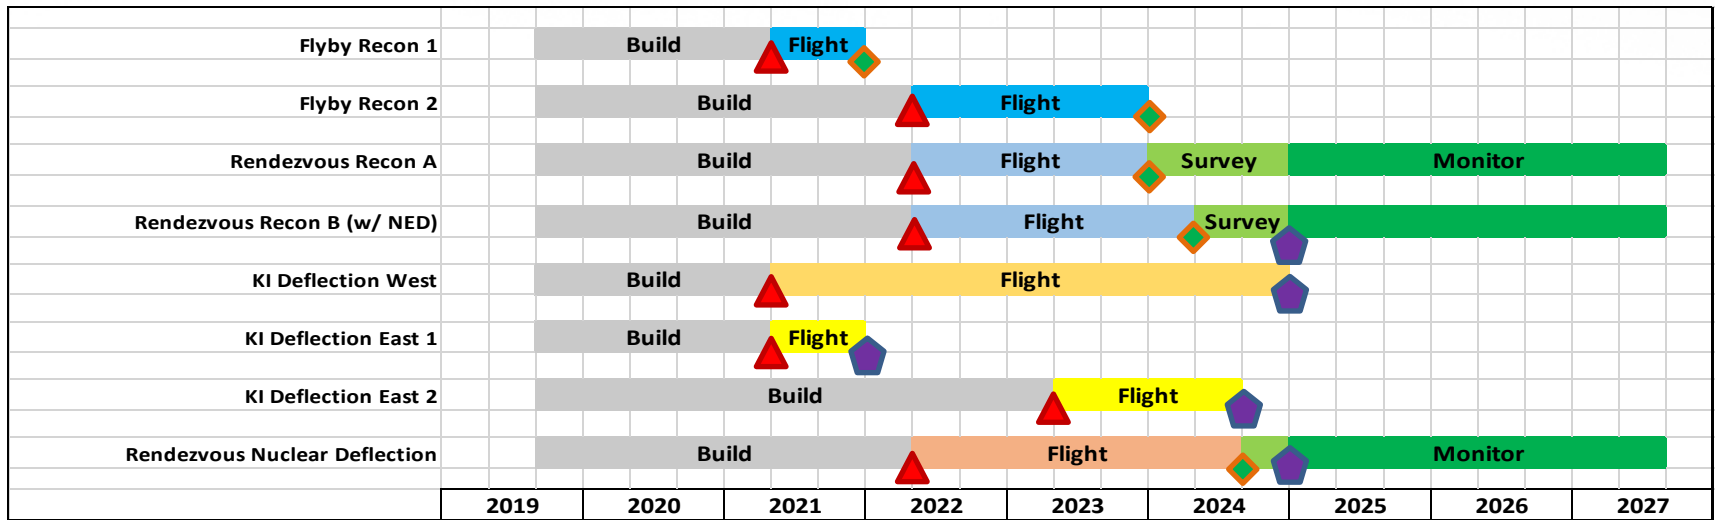 Flyby Recon 1 Build Flight
Flyby Recon 2 Build Flight
Rendezvous Recon A Build Flight Survey Monitor
Rendezvous Recon B (w/ NED) Build Flight Survey
KI Deflection West Build Flight
KI Deflection East 1 Build Flight
KI Deflection East 2 Build Flight
Rendezvous Nuclear Deflection Build Flight Monitor
2019 2020 2021 2022 2023 2024 2025 2026 2027